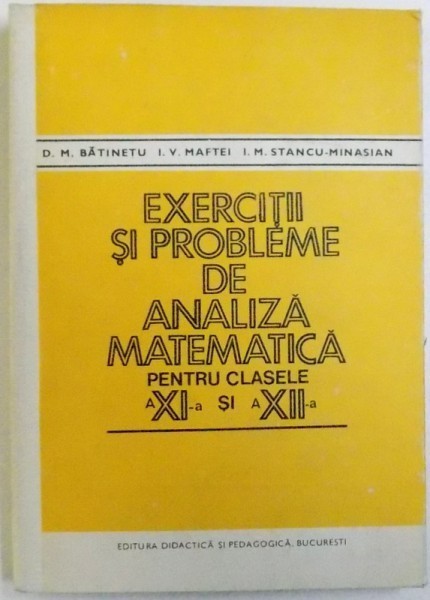 D. M. BĂTINETU I. V. MAFTEI I. M. STANCU-MINASIAN
EXERCIȚII
ȘI PROBLEME
DE
ANALIZĂ
MATEMATICĂ
PENTRU CLASELE
A XI-a ȘI A XII-a
EDITURA DIDACTICĂ ȘI PEDAGOGICĂ, BUCUREȘTI